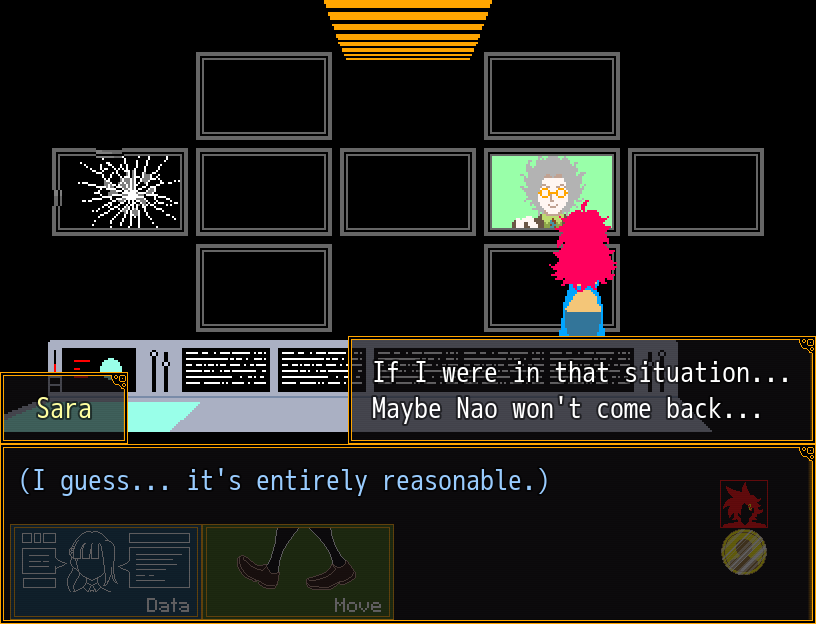 If I were in that situation...
Maybe Nao won't come back...
Sara
(I guess... it's entirely reasonable.)
Data
Move